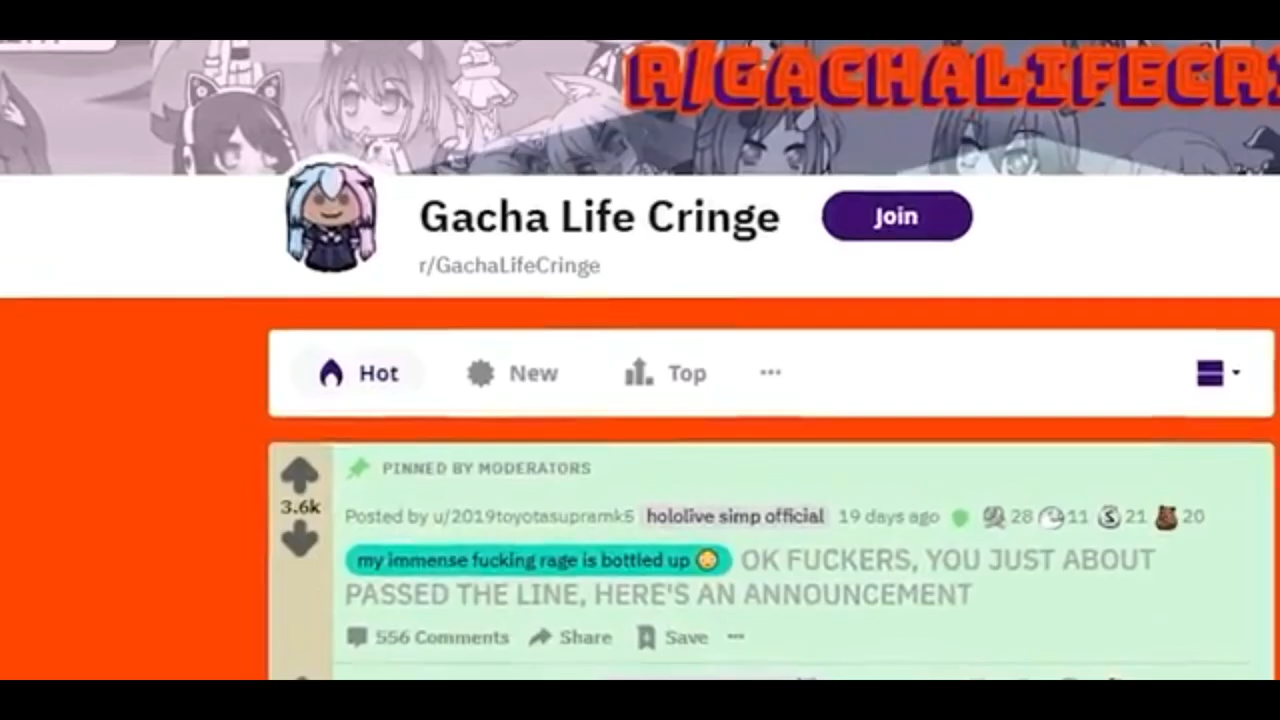 R/GACHALIFECRI
Gacha Life Cringe
Join
r/GachaLifeCringe
Hot
New
Top
PINNED BY MODERATORS
3.6k
Posted by u/2019toyotasupramk5 hololive simp official 19 days ago 28 11 S 21 20
my immense fucking rage is bottled up 😳 OK FUCKERS, YOU JUST ABOUT
PASSED THE LINE, HERE'S AN ANNOUNCEMENT
556 Comments Share Save